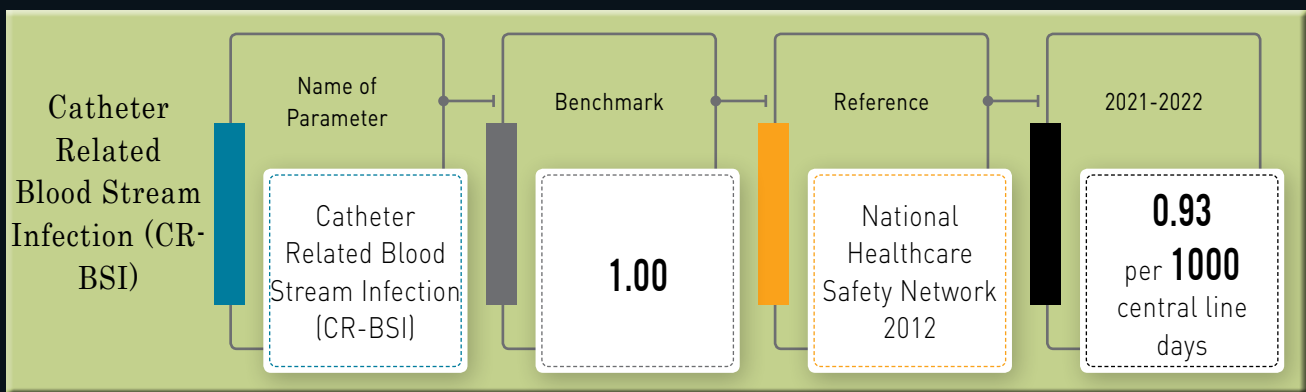 Catheter
Related
Blood Stream
Infection (CR-
BSI)
Name of
Parameter
Catheter
Related Blood
Stream Infection
(CR-BSI)
Benchmark
1.00
Reference
National
Healthcare
Safety Network
2012
2021-2022
0.93
per 1000
central line
days